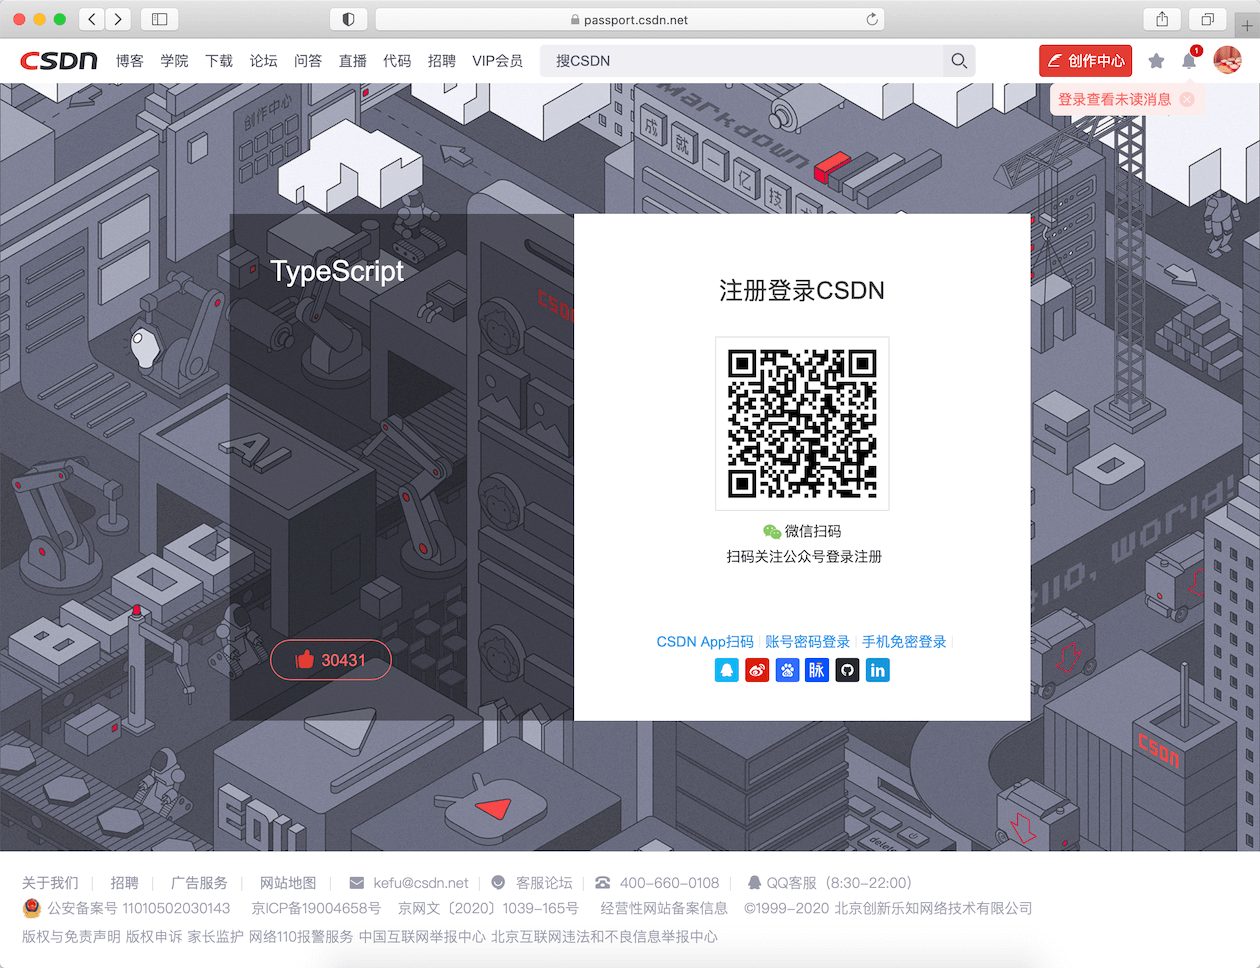 passport.csdn.net
CSDN 博客 学院 下载 论坛 问答 直播 代码 招聘 VIP会员 搜CSDN 创作中心 1
登录查看未读消息
创作中心
Markdown
成就一亿技术
TypeScript
CSDN
注册登录CSDN
AI
微信扫码
扫码关注公众号登录注册
BLOC
30431
CSDN App扫码 账号密码登录 手机免密登录
脉 in
world!
CSDN
delete
关于我们 招聘 广告服务 网站地图 kefu@csdn.net 客服论坛 400-660-0108 QQ客服 (8:30-22:00)
公安备案号 11010502030143 京ICP备19004658号 京网文〔2020〕1039-165号 经营性网站备案信息 ©1999-2020 北京创新乐知网络技术有限公司
版权与免责声明 版权申诉 家长监护 网络110报警服务 中国互联网举报中心 北京互联网违法和不良信息举报中心